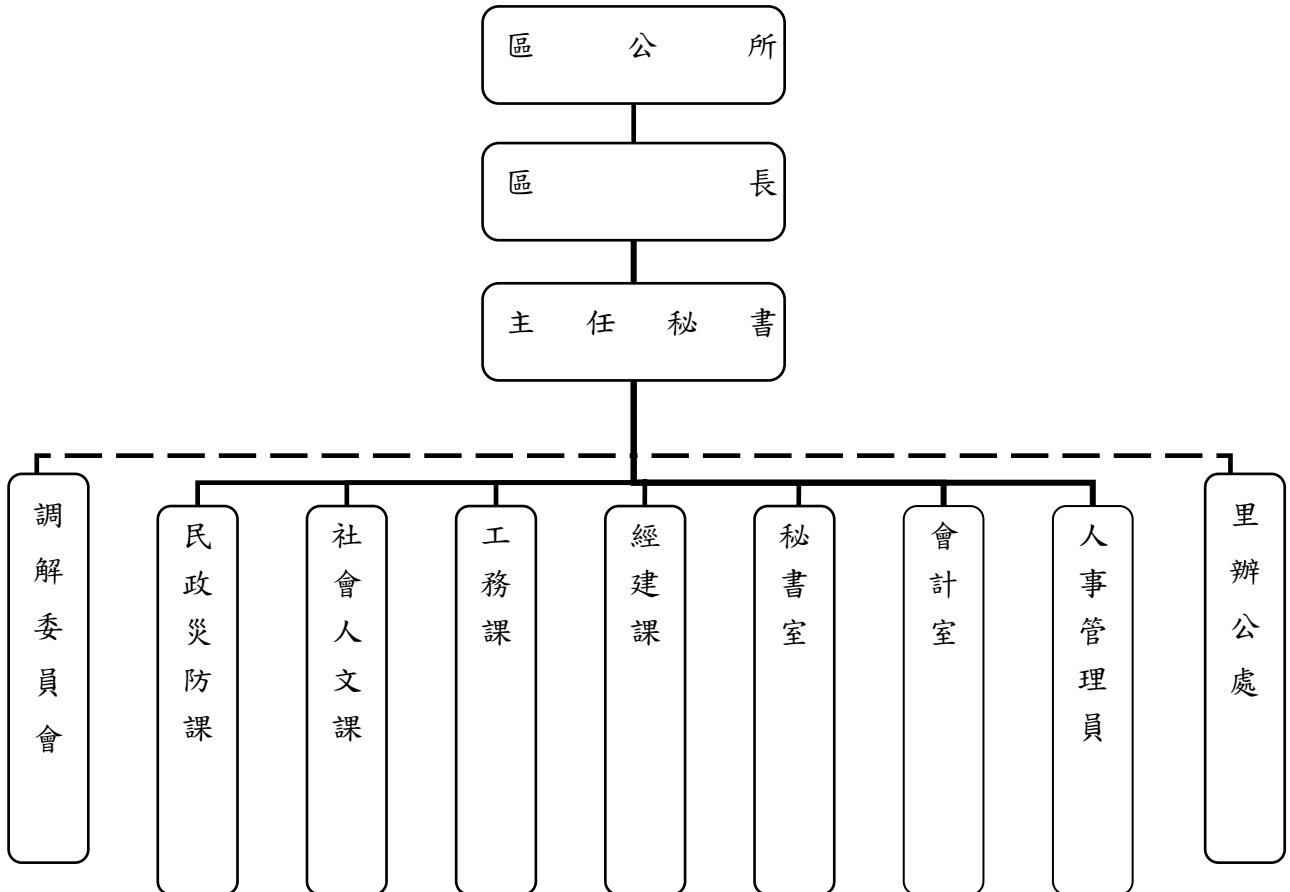 區公所
區長
主任秘書
調解委員會
民政災防課
社會人文課
工務課
經建課
秘書室
會計室
人事管理員
里辦公處